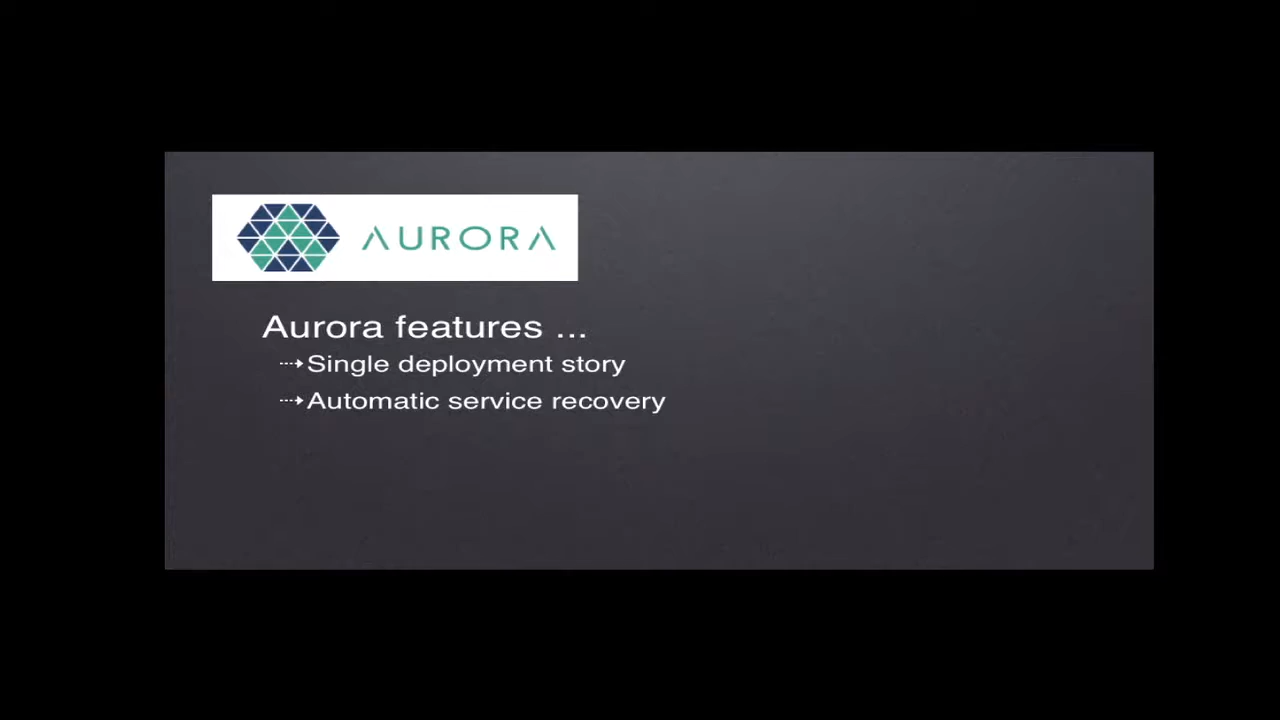 AURORA
Aurora features ...
Single deployment story
Automatic service recovery